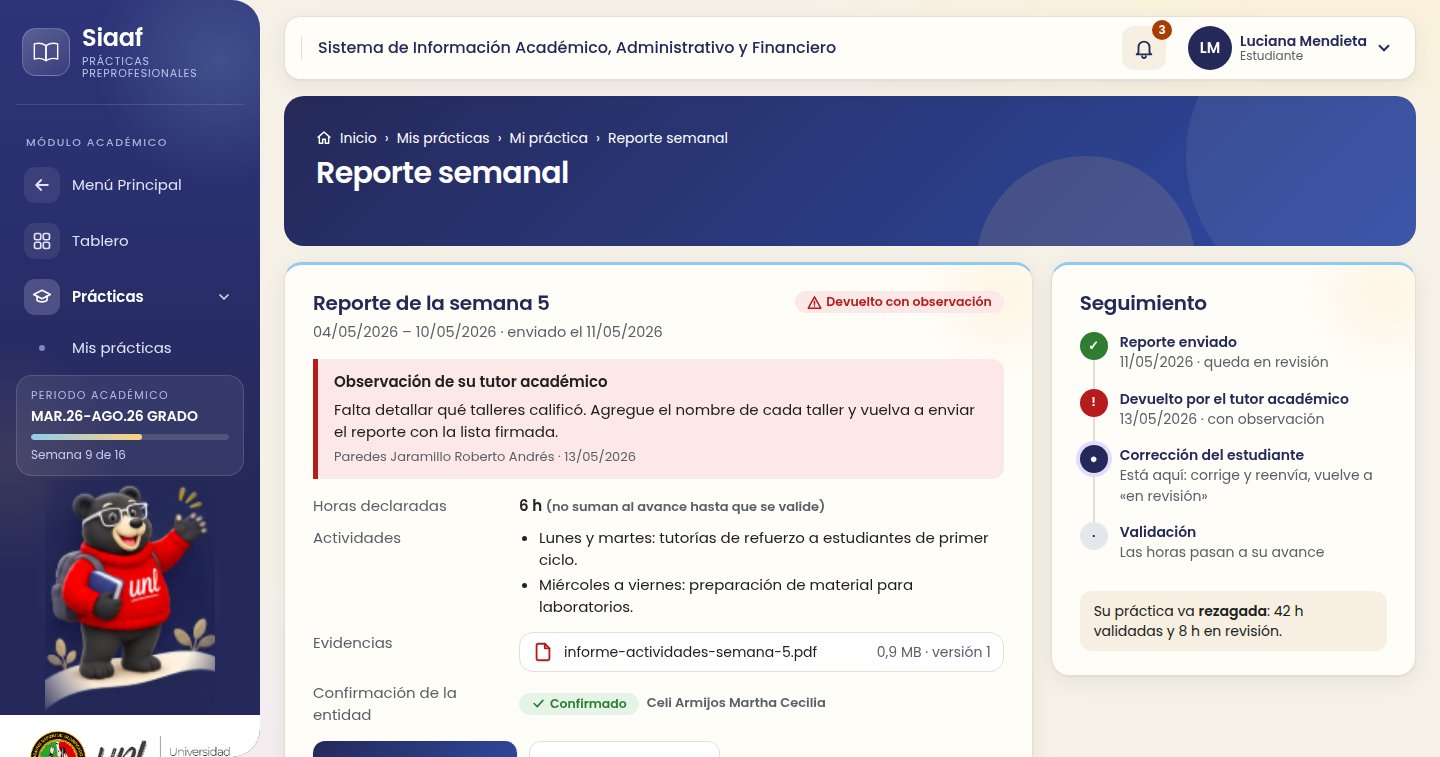 Siaaf
PRÁCTICAS
PREPROFESIONALES
MÓDULO ACADÉMICO
Menú Principal
Tablero
Prácticas
Mis prácticas
PERIODO ACADÉMICO
MAR.26-AGO.26 GRADO
Semana 9 de 16
unl
unl
Universidad
Sistema de Información Académico, Administrativo y Financiero
3
LM
Luciana Mendieta
Estudiante
Inicio › Mis prácticas › Mi práctica › Reporte semanal
Reporte semanal
Reporte de la semana 5
Devuelto con observación
04/05/2026 – 10/05/2026 · enviado el 11/05/2026
Observación de su tutor académico
Falta detallar qué talleres calificó. Agregue el nombre de cada taller y vuelva a enviar
el reporte con la lista firmada.
Paredes Jaramillo Roberto Andrés · 13/05/2026
Horas declaradas
6 h (no suman al avance hasta que se valide)
Actividades
• Lunes y martes: tutorías de refuerzo a estudiantes de primer
ciclo.
• Miércoles a viernes: preparación de material para
laboratorios.
Evidencias
informe-actividades-semana-5.pdf
0,9 MB · versión 1
Confirmación de la
entidad
Confirmado
Celi Armijos Martha Cecilia
Seguimiento
✓
Reporte enviado
11/05/2026 · queda en revisión
!
Devuelto por el tutor académico
13/05/2026 · con observación
Corrección del estudiante
Está aquí: corrige y reenvía, vuelve a
«en revisión»
Validación
Las horas pasan a su avance
Su práctica va rezagada: 42 h
validadas y 8 h en revisión.